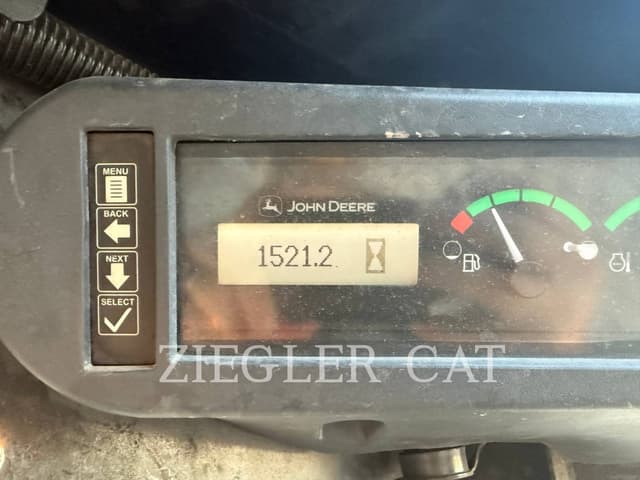 MENU
BACK
NEXT
SELECT
JOHN DEERE
1521.2
ZIEGLER CAT